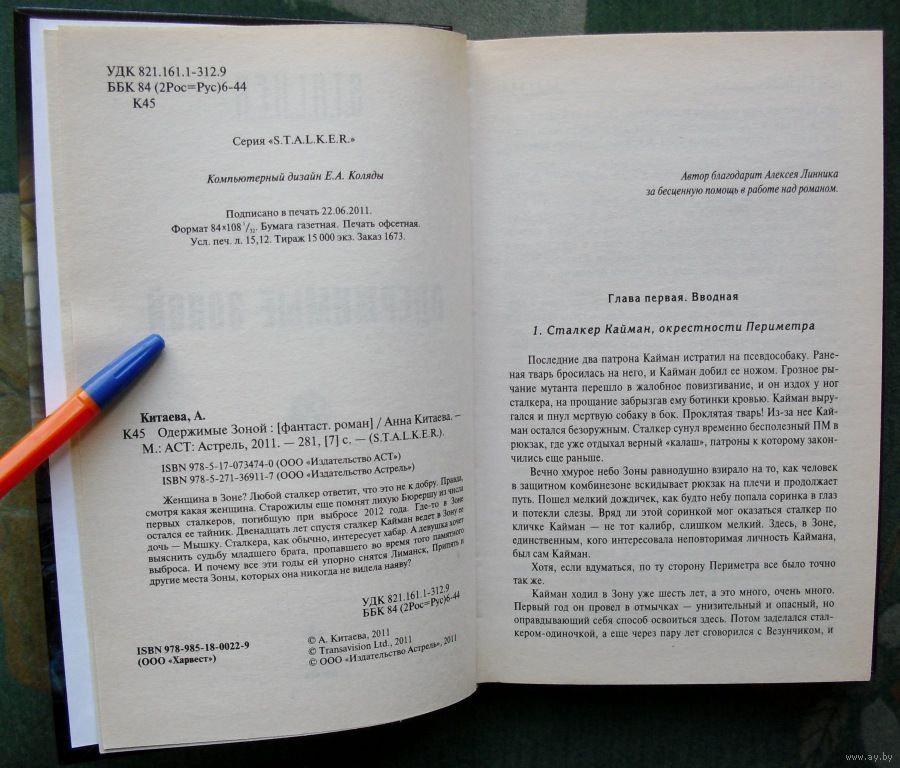 УДК 821.161.1-312.9
ББК 84 (2Рос=Рус)6-44
К45
Серия «S.T.A.L.K.E.R.»
Компьютерный дизайн Е.А. Коляды
Подписано в печать 22.06.2011.
Формат 84×108 1/32. Бумага газетная. Печать офсетная.
Усл. печ. л. 15,12. Тираж 15 000 экз. Заказ 1673.
Китаева, А.
К45 Одержимые Зоной : [фантаст. роман] / Анна Китаева. –
М.: АСТ: Астрель, 2011. — 281, [7] с. — (S.T.A.L.K.E.R.).
ISBN 978-5-17-073474-0 (ООО «Издательство АСТ»)
ISBN 978-5-271-36911-7 (ООО «Издательство Астрель»)
Женщина в Зоне? Любой сталкер ответит, что это не к добру. Правда,
смотря какая женщина. Старожилы еще помнят лихую Бюрершу из числа
первых сталкеров, погибшую при выбросе 2012 года. Где-то в Зоне
остался ее тайник. Двенадцать лет спустя сталкер Кайман ведет в Зону ее
дочь — Мышку. Сталкера, как обычно, интересует хабар. А девушка хочет
выяснить судьбу младшего брата, пропавшего во время того памятного
выброса. И почему все эти годы ей упорно снятся Лиманск, Припять и
другие места Зоны, которых она никогда не видела наяву?
УДК 821.161.1-312.9
ББК 84 (2Рос=Рус)6-44
ISBN 978-985-18-0022-9
(ООО «Харвест»)
© А. Китаева, 2011
© Transavision Ltd., 2011
© ООО «Издательство Астрель», 2011
Автор благодарит Алексея Линника
за бесценную помощь в работе над романом.
Глава первая. Вводная
1. Сталкер Кайман, окрестности Периметра
Последние два патрона Кайман истратил на псевдособаку. Ране-
ная тварь бросилась на него, и Кайман добил ее ножом. Грозное ры-
чание мутанта перешло в жалобное повизгивание, и он издох у ног
сталкера, на прощание забрызгав ему ботинки кровью. Кайман выру-
гался и пнул мертвую собаку в бок. Проклятая тварь! Из-за нее Кай-
ман остался безоружным. Сталкер сунул временно бесполезный ПМ в
рюкзак, где уже отдыхал верный «калаш», патроны к которому закон-
чились еще раньше.
Вечно хмурое небо Зоны равнодушно взирало на то, как человек
в защитном комбинезоне вскидывает рюкзак на плечи и продолжает
путь. Пошел мелкий дождичек, как будто небу попала соринка в глаз
и потекли слезы. Вряд ли этой соринкой мог оказаться сталкер по
кличке Кайман — не тот калибр, слишком мелкий. Здесь, в Зоне,
единственным, кого интересовала неповторимая личность Каймана,
был сам Кайман.
Хотя, если вдуматься, по ту сторону Периметра все было точно
так же.
Кайман ходил в Зону уже шесть лет, а это много, очень много.
Первый год он провел в отмычках — унизительный и опасный, но
оправдывающий себя способ освоиться здесь. Потом заделался стал-
кером-одиночкой, а еще через пару лет сговорился с Везунчиком, и
www.ay.by